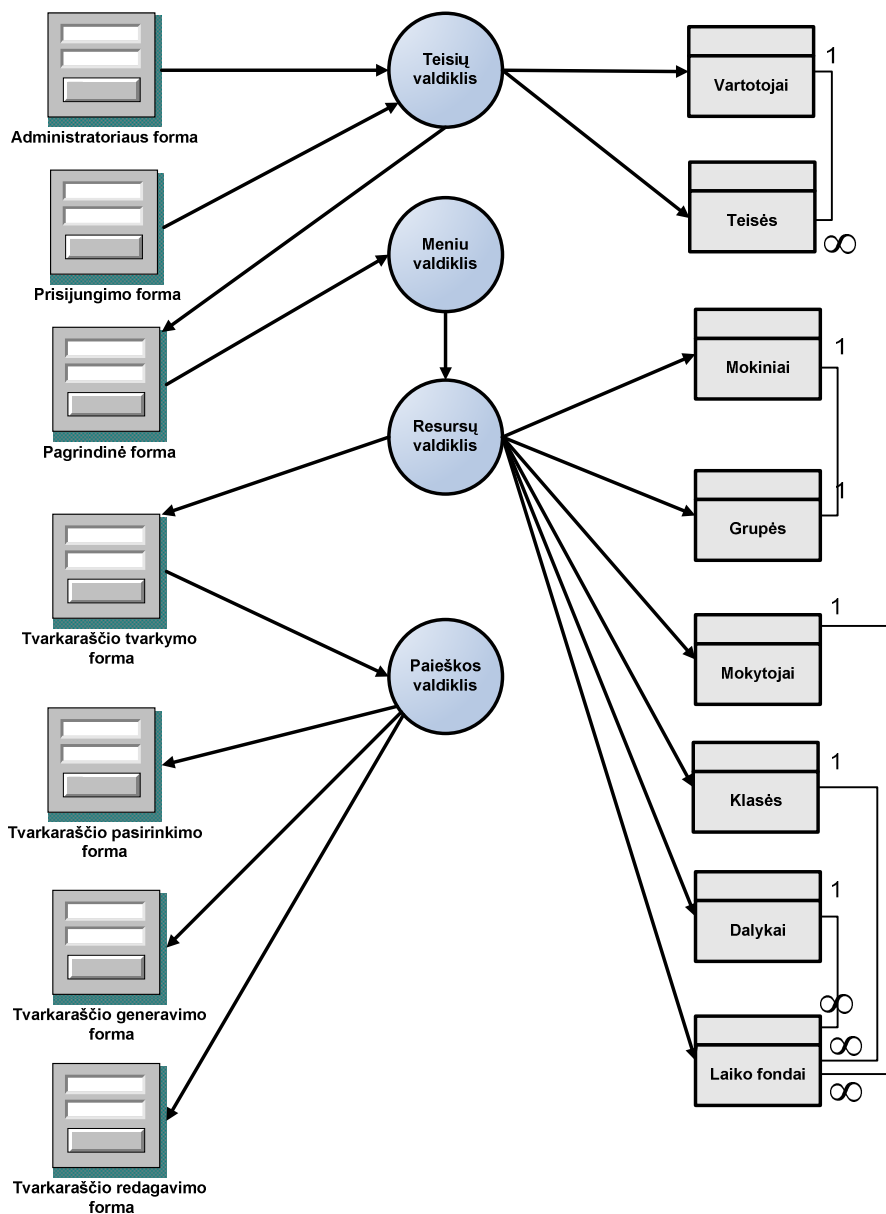 Teisių
valdiklis
1
Vartotojai
Administratoriaus forma
Teisės
∞
Meniu
valdiklis
Prisijungimo forma
1
Mokiniai
Resursų
valdiklis
Pagrindinė forma
1
Grupės
1
Tvarkaraščio tvarkymo
forma
Paieškos
valdiklis
Mokytojai
1
Klasės
Tvarkaraščio pasirinkimo
forma
1
Dalykai
Tvarkaraščio generavimo
forma
∞
∞
Laiko fondai
∞
Tvarkaraščio redagavimo
forma